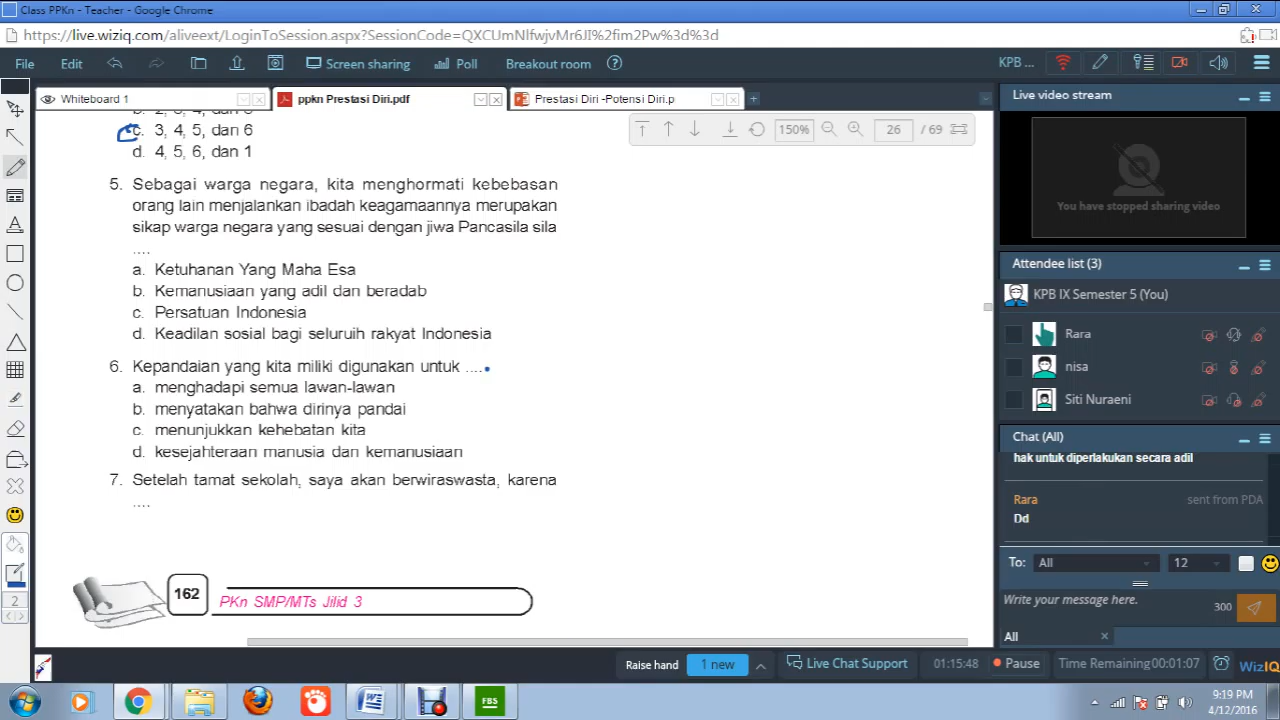 Class PPKn - Teacher - Google Chrome
https://live.wiziq.com/aliveext/LoginToSession.aspx?SessionCode=QXCUmNlfwjvMr6JI%2fim2Pw%3d%3d
File Edit Screen sharing Poll Breakout room KPB ...
Whiteboard 1 ppkn Prestasi Diri.pdf Prestasi Diri -Potensi Diri.p
150% 26 / 69
c. 3, 4, 5, dan 6
d. 4, 5, 6, dan 1
5. Sebagai warga negara, kita menghormati kebebasan
orang lain menjalankan ibadah keagamaannya merupakan
sikap warga negara yang sesuai dengan jiwa Pancasila sila
....
a. Ketuhanan Yang Maha Esa
b. Kemanusiaan yang adil dan beradab
c. Persatuan Indonesia
d. Keadilan sosial bagi seluruih rakyat Indonesia
6. Kepandaian yang kita miliki digunakan untuk ....
a. menghadapi semua lawan-lawan
b. menyatakan bahwa dirinya pandai
c. menunjukkan kehebatan kita
d. kesejahteraan manusia dan kemanusiaan
7. Setelah tamat sekolah, saya akan berwiraswasta, karena
....
162
PKn SMP/MTs Jilid 3
2
Live video stream
You have stopped sharing video
Attendee list (3)
KPB IX Semester 5 (You)
Rara
nisa
Siti Nuraeni
Chat (All)
hak untuk diperlakukan secara adil
Rara sent from PDA
Dd
To: All 12
Write your message here. 300
All
Raise hand 1 new Live Chat Support 01:15:48 Pause Time Remaining00:01:07 WizIQ
FBS
9:19 PM
4/12/2016